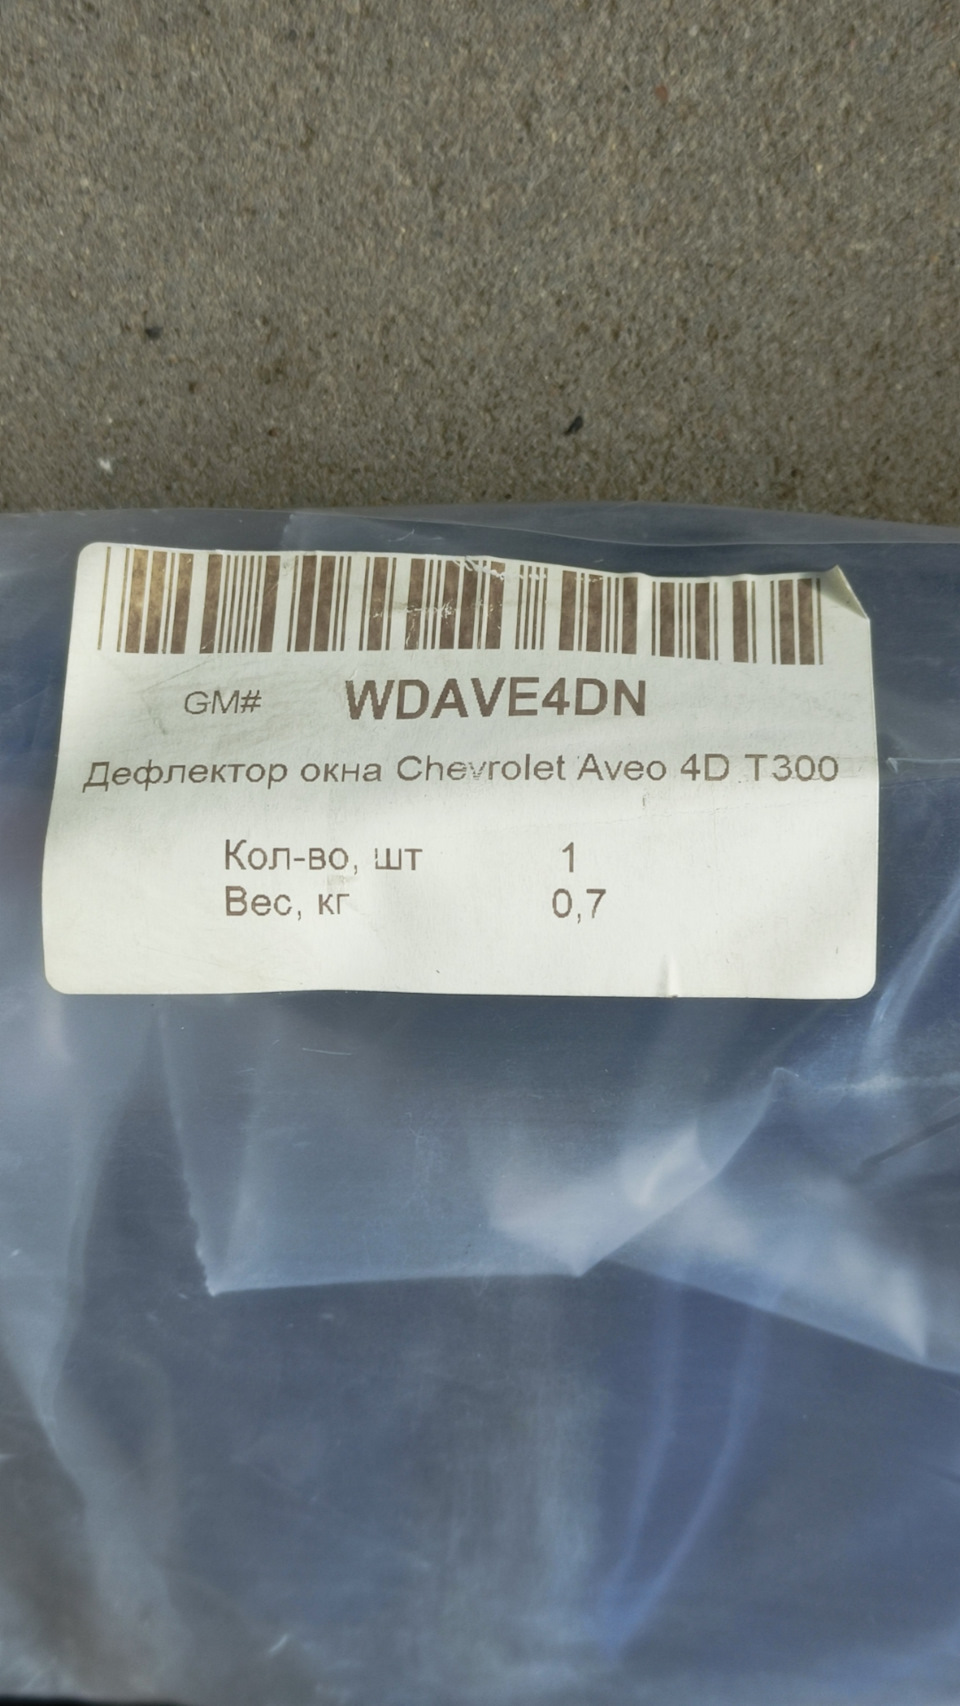 GM# WDAVE4DN
Дефлектор окна Chevrolet Aveo 4D T300
Кол-во, шт 1
Вес, кг 0,7